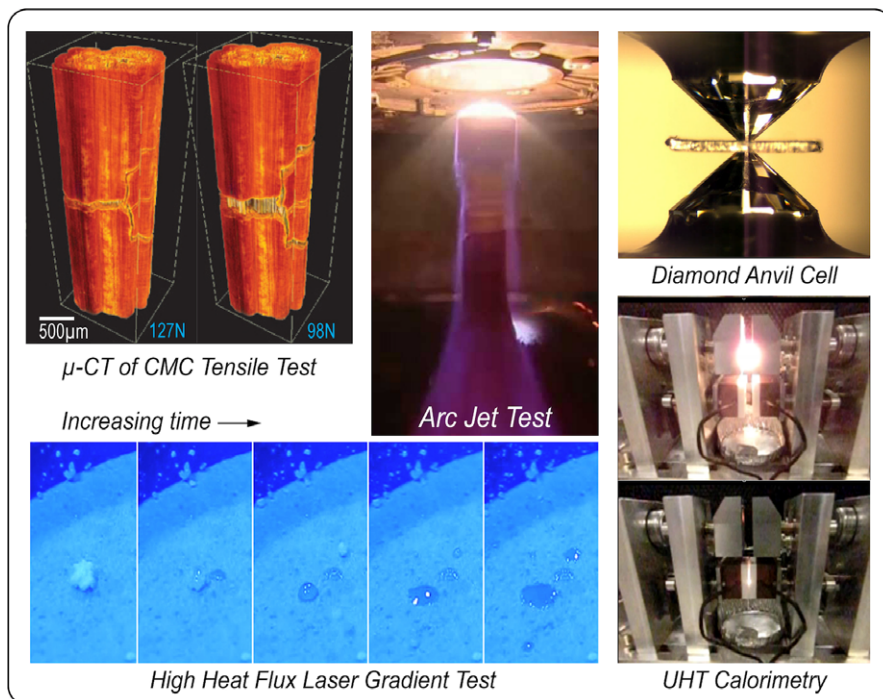 500µm
127N
98N
µ-CT of CMC Tensile Test
Arc Jet Test
Diamond Anvil Cell
Increasing time →
High Heat Flux Laser Gradient Test
UHT Calorimetry